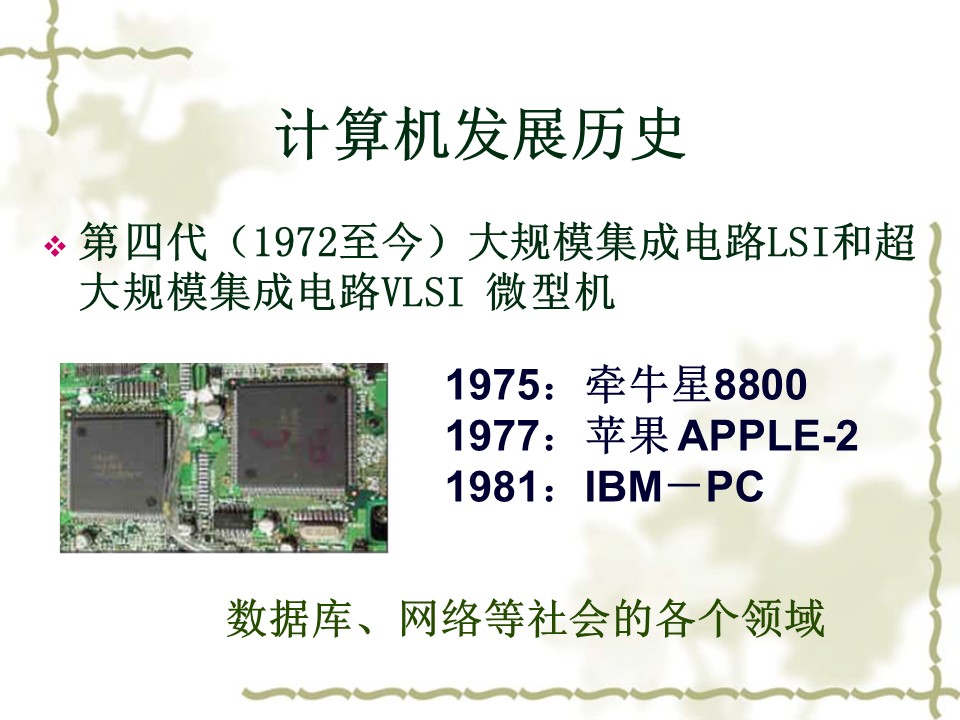 计算机发展历史
第四代（1972至今）大规模集成电路LSI和超
大规模集成电路VLSI 微型机
1975：牵牛星8800
1977：苹果 APPLE-2
1981：IBM－PC
数据库、网络等社会的各个领域